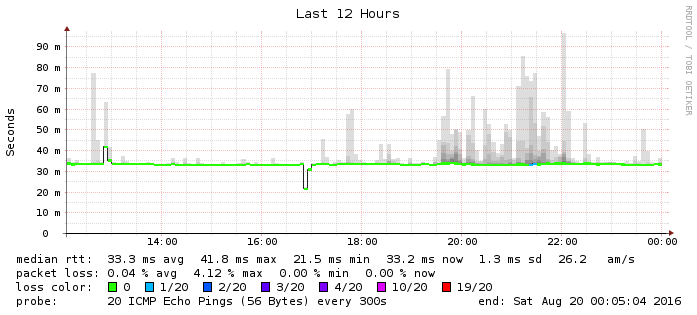 Last 12 Hours
RRDTOOL / TOBI OETIKER
Seconds
90 m
80 m
70 m
60 m
50 m
40 m
30 m
20 m
10 m
0
14:00 16:00 18:00 20:00 22:00 00:00
median rtt: 33.3 ms avg 41.8 ms max 21.5 ms min 33.2 ms now 1.3 ms sd 26.2 am/s
packet loss: 0.04 % avg 4.12 % max 0.00 % min 0.00 % now
loss color: 0 1/20 2/20 3/20 4/20 10/20 19/20
probe: 20 ICMP Echo Pings (56 Bytes) every 300s end: Sat Aug 20 00:05:04 2016